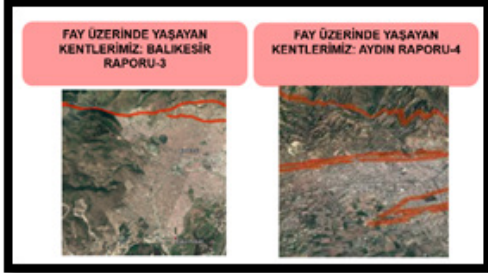 FAY ÜZERİNDE YAŞAYAN
KENTLERİMİZ: BALIKESİR
RAPORU-3
FAY ÜZERİNDE YAŞAYAN
KENTLERİMİZ: AYDIN RAPORU-4